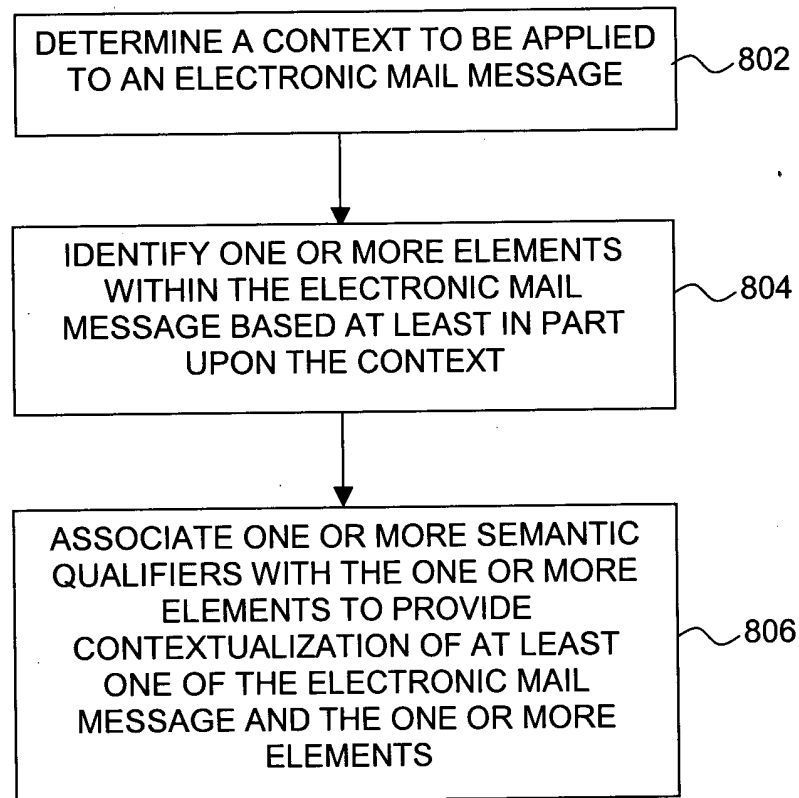 DETERMINE A CONTEXT TO BE APPLIED
TO AN ELECTRONIC MAIL MESSAGE
802
IDENTIFY ONE OR MORE ELEMENTS
WITHIN THE ELECTRONIC MAIL
MESSAGE BASED AT LEAST IN PART
UPON THE CONTEXT
804
ASSOCIATE ONE OR MORE SEMANTIC
QUALIFIERS WITH THE ONE OR MORE
ELEMENTS TO PROVIDE
CONTEXTUALIZATION OF AT LEAST
ONE OF THE ELECTRONIC MAIL
MESSAGE AND THE ONE OR MORE
ELEMENTS
806